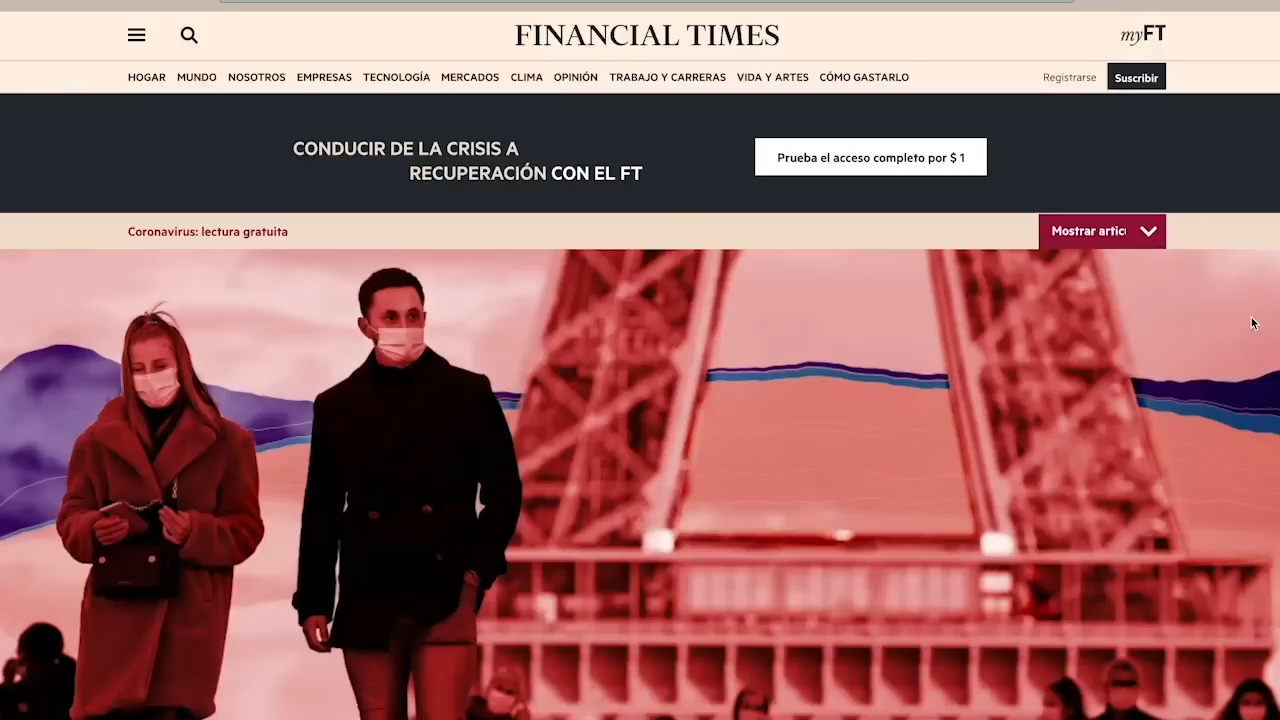 FINANCIAL TIMES
myFT
HOGAR MUNDO NOSOTROS EMPRESAS TECNOLOGÍA MERCADOS CLIMA OPINIÓN TRABAJO Y CARRERAS VIDA Y ARTES CÓMO GASTARLO
Registrarse
Suscribir
CONDUCIR DE LA CRISIS A
RECUPERACIÓN CON EL FT
Prueba el acceso completo por $ 1
Coronavirus: lectura gratuita
Mostrar artic